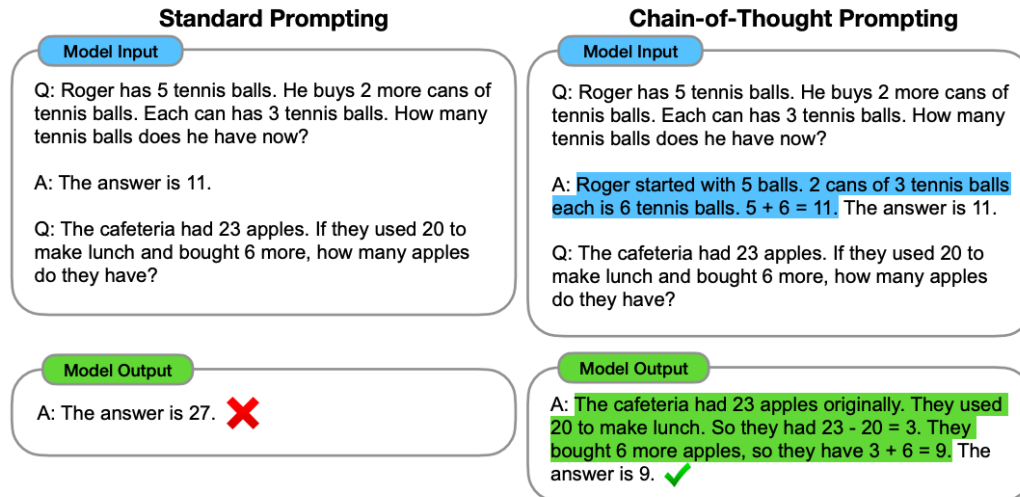 Standard Prompting
Model Input
Q: Roger has 5 tennis balls. He buys 2 more cans of
tennis balls. Each can has 3 tennis balls. How many
tennis balls does he have now?
A: The answer is 11.
Q: The cafeteria had 23 apples. If they used 20 to
make lunch and bought 6 more, how many apples
do they have?
Model Output
A: The answer is 27.
Chain-of-Thought Prompting
Model Input
Q: Roger has 5 tennis balls. He buys 2 more cans of
tennis balls. Each can has 3 tennis balls. How many
tennis balls does he have now?
A: Roger started with 5 balls. 2 cans of 3 tennis balls
each is 6 tennis balls. 5 + 6 = 11. The answer is 11.
Q: The cafeteria had 23 apples. If they used 20 to
make lunch and bought 6 more, how many apples
do they have?
Model Output
A: The cafeteria had 23 apples originally. They used
20 to make lunch. So they had 23 - 20 = 3. They
bought 6 more apples, so they have 3 + 6 = 9. The
answer is 9.